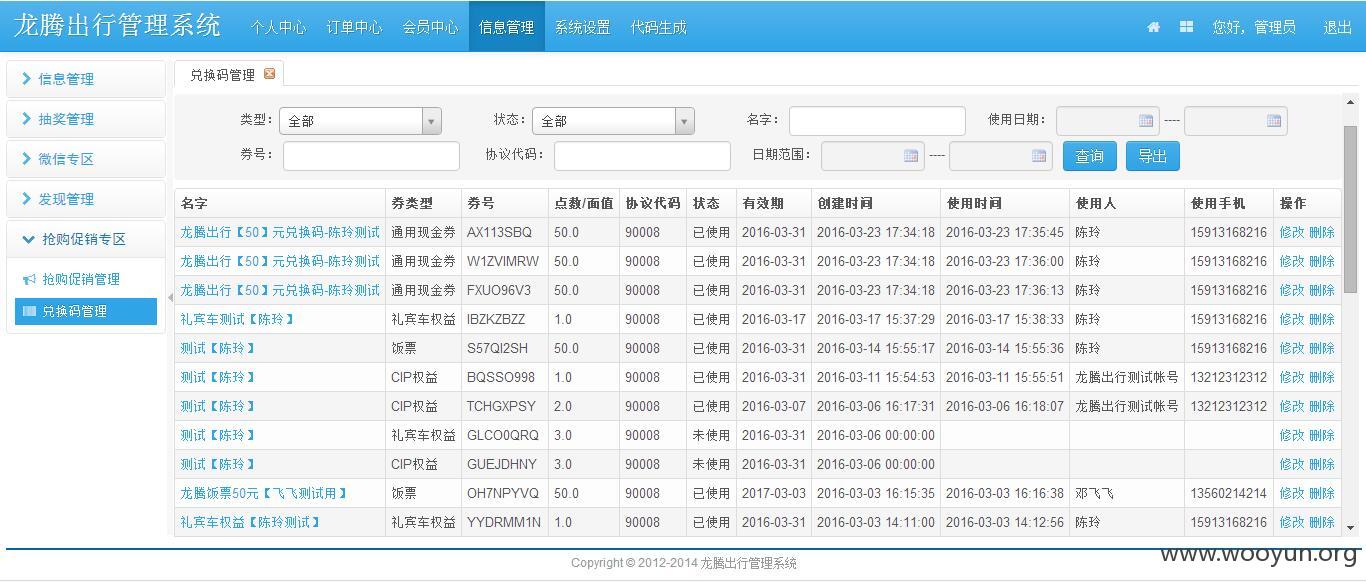 龙腾出行管理系统 个人中心 订单中心 会员中心 信息管理 系统设置 代码生成 您好，管理员 退出
信息管理
抽奖管理
微信专区
发现管理
抢购促销专区
抢购促销管理
兑换码管理
兑换码管理
类型： 全部 状态： 全部 名字： 使用日期： ----
券号： 协议代码： 日期范围： ---- 查询 导出
名字 券类型 券号 点数/面值 协议代码 状态 有效期 创建时间 使用时间 使用人 使用手机 操作
龙腾出行【50】元兑换码-陈玲测试 通用现金券 AX113SBQ 50.0 90008 已使用 2016-03-31 2016-03-23 17:34:18 2016-03-23 17:35:45 陈玲 15913168216 修改 删除
龙腾出行【50】元兑换码-陈玲测试 通用现金券 W1ZVIMRW 50.0 90008 已使用 2016-03-31 2016-03-23 17:34:18 2016-03-23 17:36:00 陈玲 15913168216 修改 删除
龙腾出行【50】元兑换码-陈玲测试 通用现金券 FXUO96V3 50.0 90008 已使用 2016-03-31 2016-03-23 17:34:18 2016-03-23 17:36:13 陈玲 15913168216 修改 删除
礼宾车测试【陈玲】 礼宾车权益 IBZKZBZZ 1.0 90008 已使用 2016-03-17 2016-03-17 15:37:29 2016-03-17 15:38:33 陈玲 15913168216 修改 删除
测试【陈玲】 饭票 S57QI2SH 50.0 90008 已使用 2016-03-31 2016-03-14 15:55:17 2016-03-14 15:55:36 陈玲 15913168216 修改 删除
测试【陈玲】 CIP权益 BQSSO998 1.0 90008 已使用 2016-03-31 2016-03-11 15:54:53 2016-03-11 15:55:51 龙腾出行测试帐号 13212312312 修改 删除
测试【陈玲】 CIP权益 TCHGXPSY 2.0 90008 已使用 2016-03-07 2016-03-06 16:17:31 2016-03-06 16:18:07 龙腾出行测试帐号 13212312312 修改 删除
测试【陈玲】 礼宾车权益 GLCO0QRQ 3.0 90008 未使用 2016-03-31 2016-03-06 00:00:00 修改 删除
测试【陈玲】 CIP权益 GUEJDHNY 3.0 90008 未使用 2016-03-31 2016-03-06 00:00:00 修改 删除
龙腾饭票50元【飞飞测试用】 饭票 OH7NPYVQ 50.0 90008 已使用 2017-03-03 2016-03-03 16:15:35 2016-03-03 16:16:38 邓飞飞 13560214214 修改 删除
礼宾车权益【陈玲测试】 礼宾车权益 YYDRMM1N 1.0 90008 已使用 2016-03-31 2016-03-03 14:11:00 2016-03-03 14:12:56 陈玲 15913168216 修改 删除
Copyright © 2012-2014 龙腾出行管理系统
www.wooyun.org